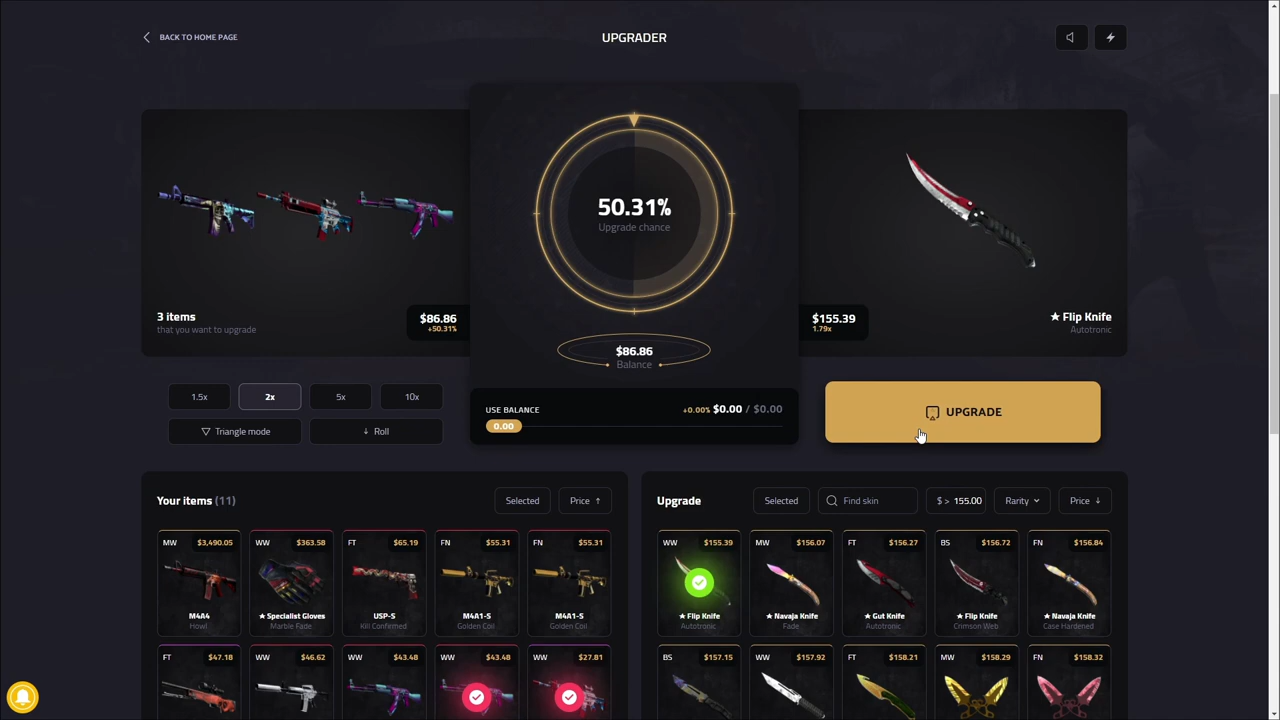 BACK TO HOME PAGE
UPGRADER
50.31%
Upgrade chance
3 items
that you want to upgrade
$86.86
+50.31%
$86.86
Balance
$155.39
1.79x
★ Flip Knife
Autotronic
1.5x
2x
5x
10x
Triangle mode
Roll
USE BALANCE
+0.00% $0.00 / $0.00
0.00
UPGRADE
Your items (11)
Selected
Price ↑
Upgrade
Selected
Find skin
$ > 155.00
Rarity
Price ↓
MW $3,490.05
M4A4
Howl
WW $363.58
★ Specialist Gloves
Marble Fade
FT $65.19
USP-S
Kill Confirmed
FN $55.31
M4A1-S
Golden Coil
FN $55.31
M4A1-S
Golden Coil
WW $155.39
★ Flip Knife
Autotronic
MW $156.07
★ Navaja Knife
Fade
FT $156.27
★ Gut Knife
Autotronic
BS $156.72
★ Flip Knife
Crimson Web
FN $156.84
★ Navaja Knife
Case Hardened
FT $47.18
WW $46.62
WW $43.48
WW $43.48
WW $27.81
BS $157.15
WW $157.92
FT $158.21
MW $158.29
FN $158.32